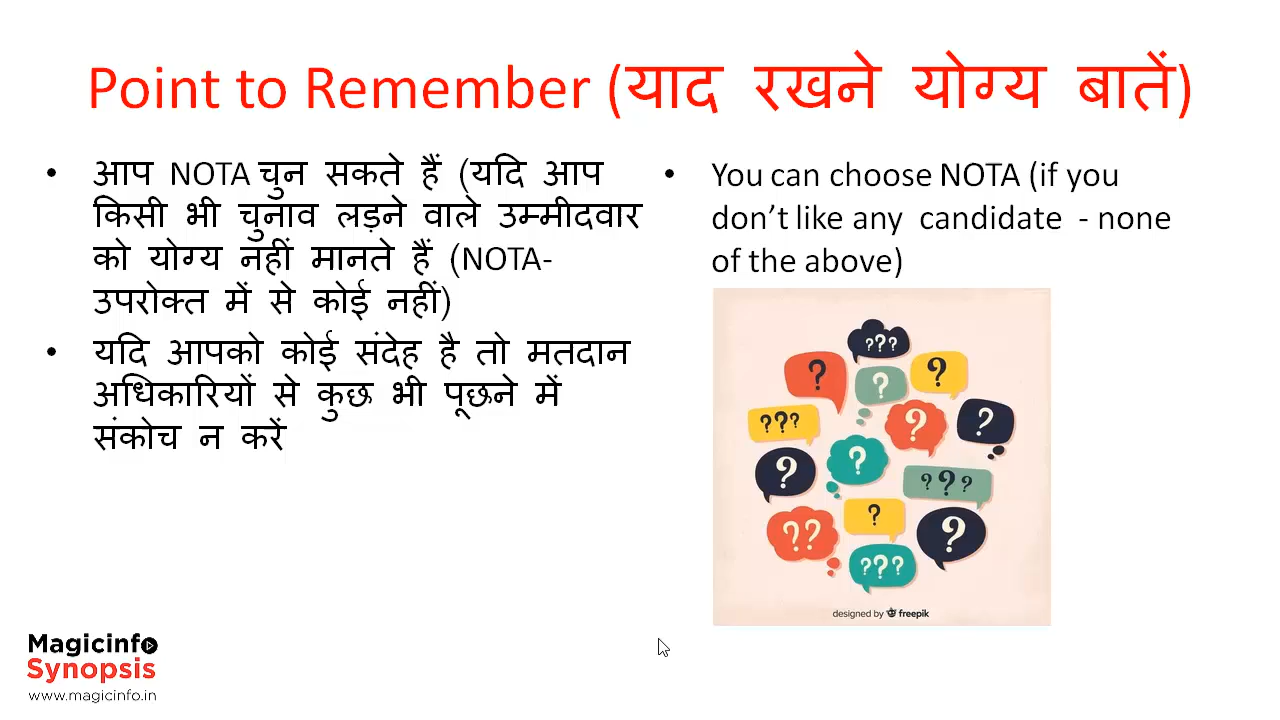 Point to Remember (याद रखने योग्य बातें)
• आप NOTA चुन सकते हैं (यदि आप
किसी भी चुनाव लड़ने वाले उम्मीदवार
को योग्य नहीं मानते हैं (NOTA-
उपरोक्त में से कोई नहीं)
• यदि आपको कोई संदेह है तो मतदान
अधिकारियों से कुछ भी पूछने में
संकोच न करें
• You can choose NOTA (if you
don’t like any candidate - none
of the above)
???
? ? ?
??? ? ?
? ?
? ? ?
?
?? ?
???
designed by freepik
Magicinfo
Synopsis
www.magicinfo.in